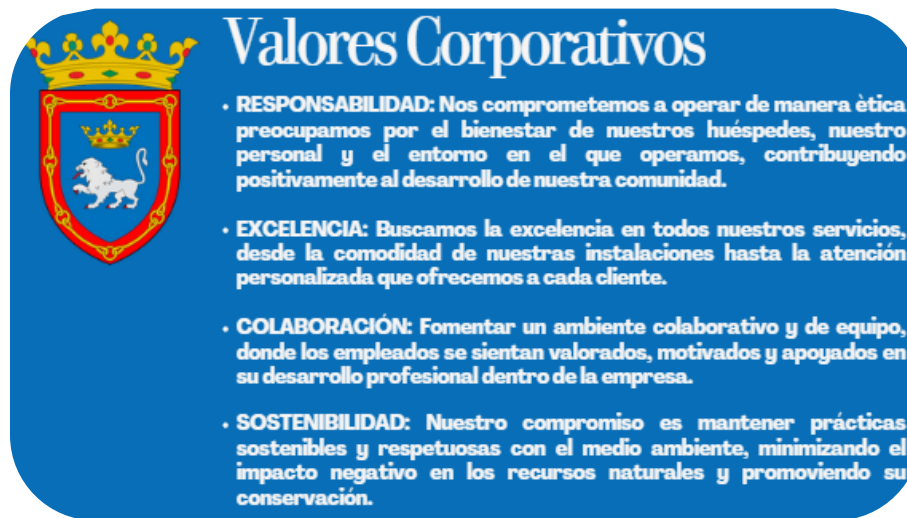 Valores Corporativos
• RESPONSABILIDAD: Nos comprometemos a operar de manera ètica
preocupamos por el bienestar de nuestros huéspedes, nuestro
personal y el entorno en el que operamos, contribuyendo
positivamente al desarrollo de nuestra comunidad.
• EXCELENCIA: Buscamos la excelencia en todos nuestros servicios,
desde la comodidad de nuestras instalaciones hasta la atención
personalizada que ofrecemos a cada cliente.
• COLABORACIÓN: Fomentar un ambiente colaborativo y de equipo,
donde los empleados se sientan valorados, motivados y apoyados en
su desarrollo profesional dentro de la empresa.
• SOSTENIBILIDAD: Nuestro compromiso es mantener prácticas
sostenibles y respetuosas con el medio ambiente, minimizando el
impacto negativo en los recursos naturales y promoviendo su
conservación.